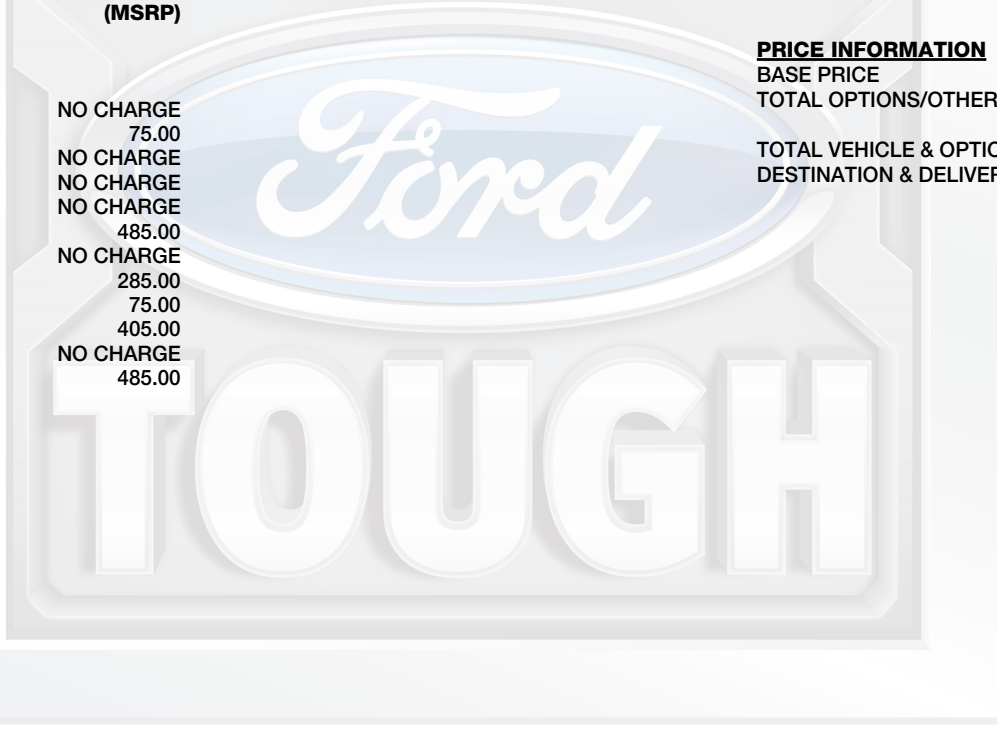 (MSRP)
NO CHARGE
75.00
NO CHARGE
NO CHARGE
NO CHARGE
485.00
NO CHARGE
285.00
75.00
405.00
NO CHARGE
485.00
PRICE INFORMATION
BASE PRICE
TOTAL OPTIONS/OTHER
TOTAL VEHICLE & OPTIO
DESTINATION & DELIVER
Ford
TOUGH